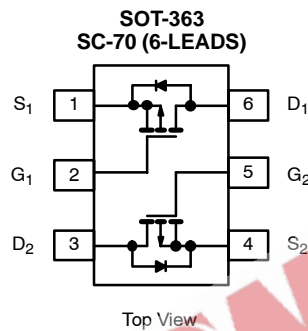 SOT-363
SC-70 (6-LEADS)
S1 1 6 D1
G1 2 5 G2
D2 3 4 S2
Top View